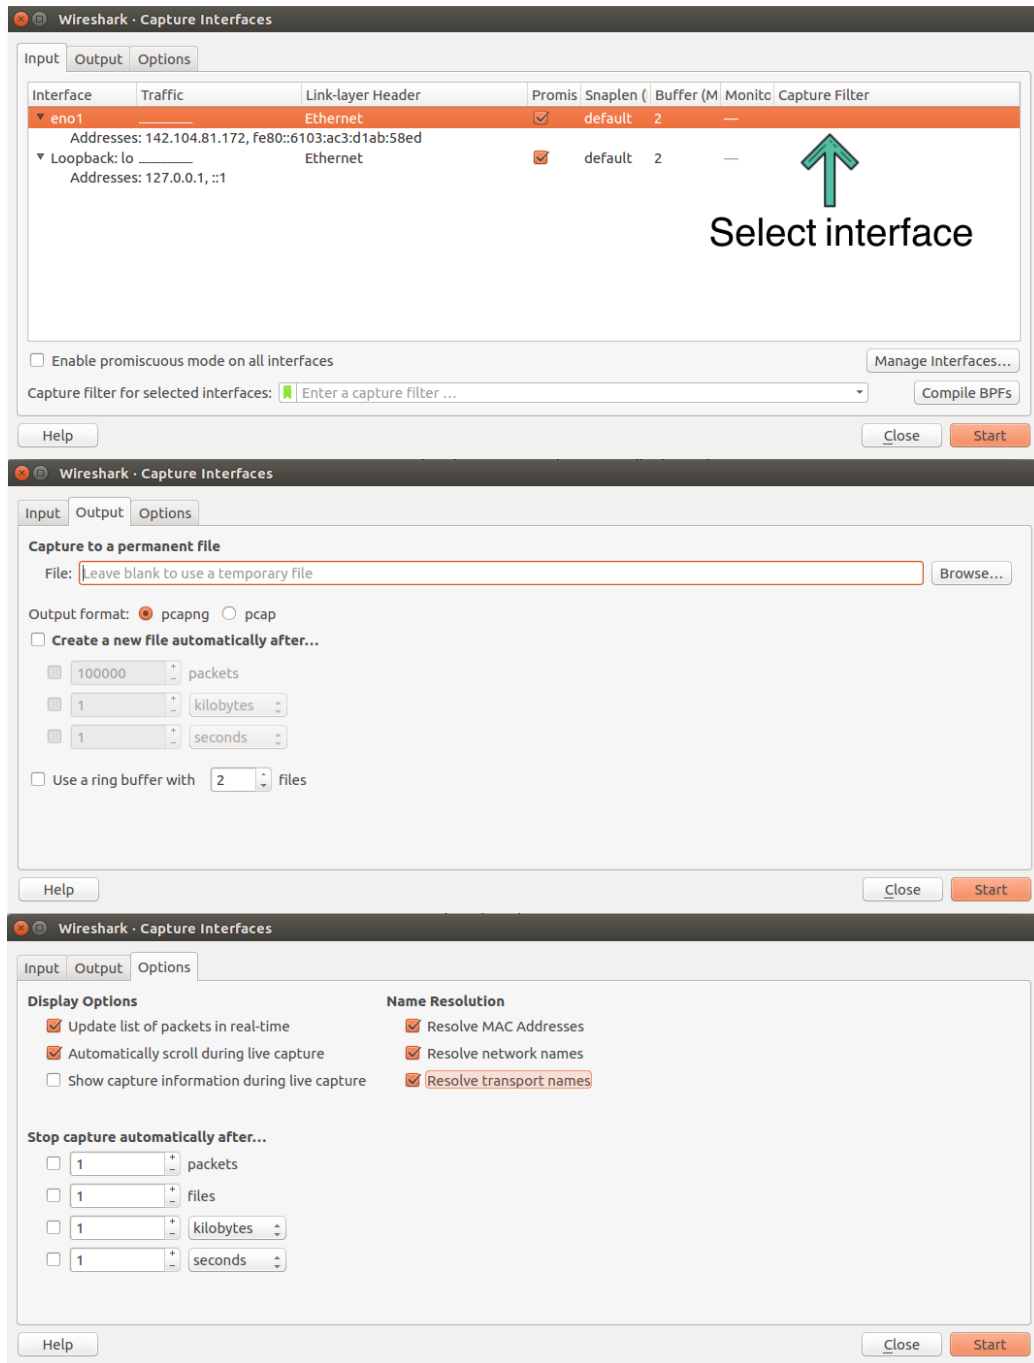 Wireshark · Capture Interfaces
Input Output Options
Interface Traffic Link-layer Header Promis Snaplen ( Buffer (M Monito Capture Filter
eno1 Ethernet default 2 —
Addresses: 142.104.81.172, fe80::6103:ac3:d1ab:58ed
Loopback: lo Ethernet default 2 —
Addresses: 127.0.0.1, ::1
Select interface
Enable promiscuous mode on all interfaces Manage Interfaces...
Capture filter for selected interfaces: Enter a capture filter ... Compile BPFs
Help Close Start
Wireshark · Capture Interfaces
Input Output Options
Capture to a permanent file
File: Leave blank to use a temporary file Browse...
Output format: pcapng pcap
Create a new file automatically after...
100000 packets
1 kilobytes
1 seconds
Use a ring buffer with 2 files
Help Close Start
Wireshark · Capture Interfaces
Input Output Options
Display Options Name Resolution
Update list of packets in real-time Resolve MAC Addresses
Automatically scroll during live capture Resolve network names
Show capture information during live capture Resolve transport names
Stop capture automatically after...
1 packets
1 files
1 kilobytes
1 seconds
Help Close Start